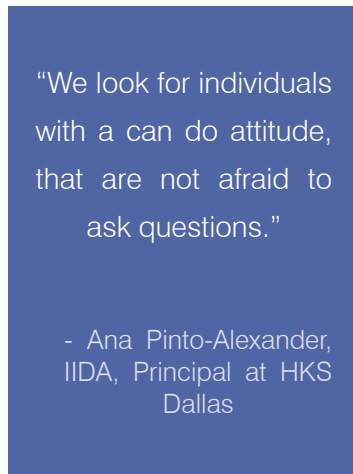 “We look for individuals
with a can do attitude,
that are not afraid to
ask questions.”
- Ana Pinto-Alexander,
IIDA, Principal at HKS
Dallas